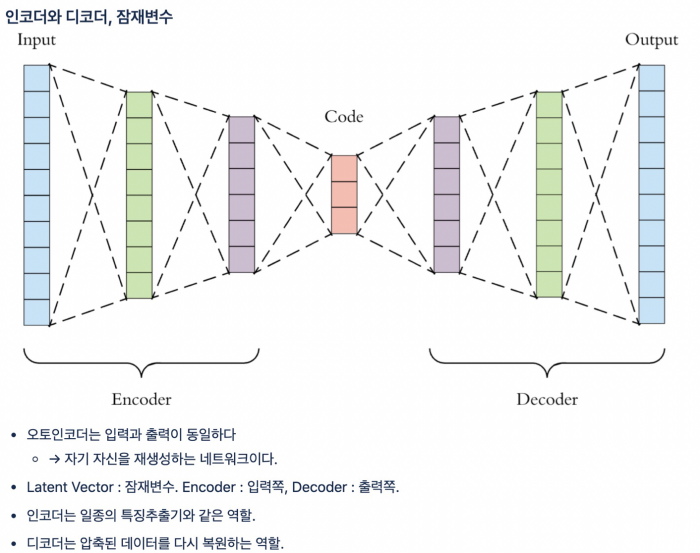 인코더와 디코더, 잠재변수
Input
Output
Code
Encoder
Decoder
• 오토인코더는 입력과 출력이 동일하다
◦ → 자기 자신을 재생성하는 네트워크이다.
• Latent Vector : 잠재변수. Encoder : 입력쪽, Decoder : 출력쪽.
• 인코더는 일종의 특징추출기와 같은 역할.
• 디코더는 압축된 데이터를 다시 복원하는 역할.